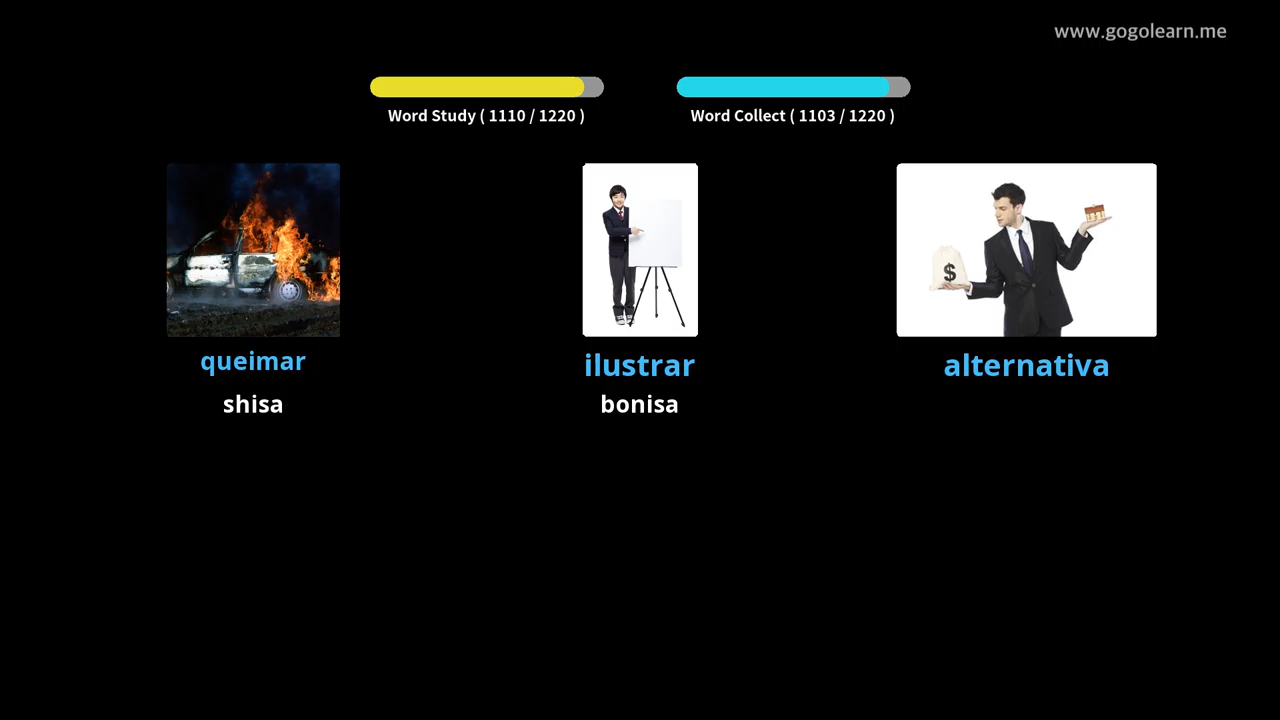 www.gogolearn.me
Word Study ( 1110 / 1220 )
Word Collect ( 1103 / 1220 )
$
queimar
ilustrar
alternativa
shisa
bonisa